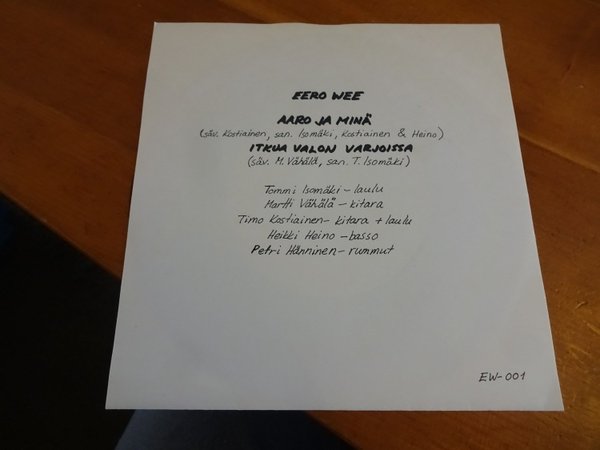 EERO WEE
AARO JA MINÄ
(säv. Kostiainen, san. Isomäki, Kostiainen & Heino)
ITKUA VALON VARJOISSA
(säv. M. Vähälä, san. T. Isomäki)
Tommi Isomäki - laulu
Martti Vähälä - kitara
Timo Kostiainen - kitara + laulu
Heikki Heino - basso
Petri Hänninen - rummut
EW-001